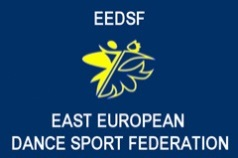 EEDSF
EAST EUROPEAN
DANCE SPORT FEDERATION